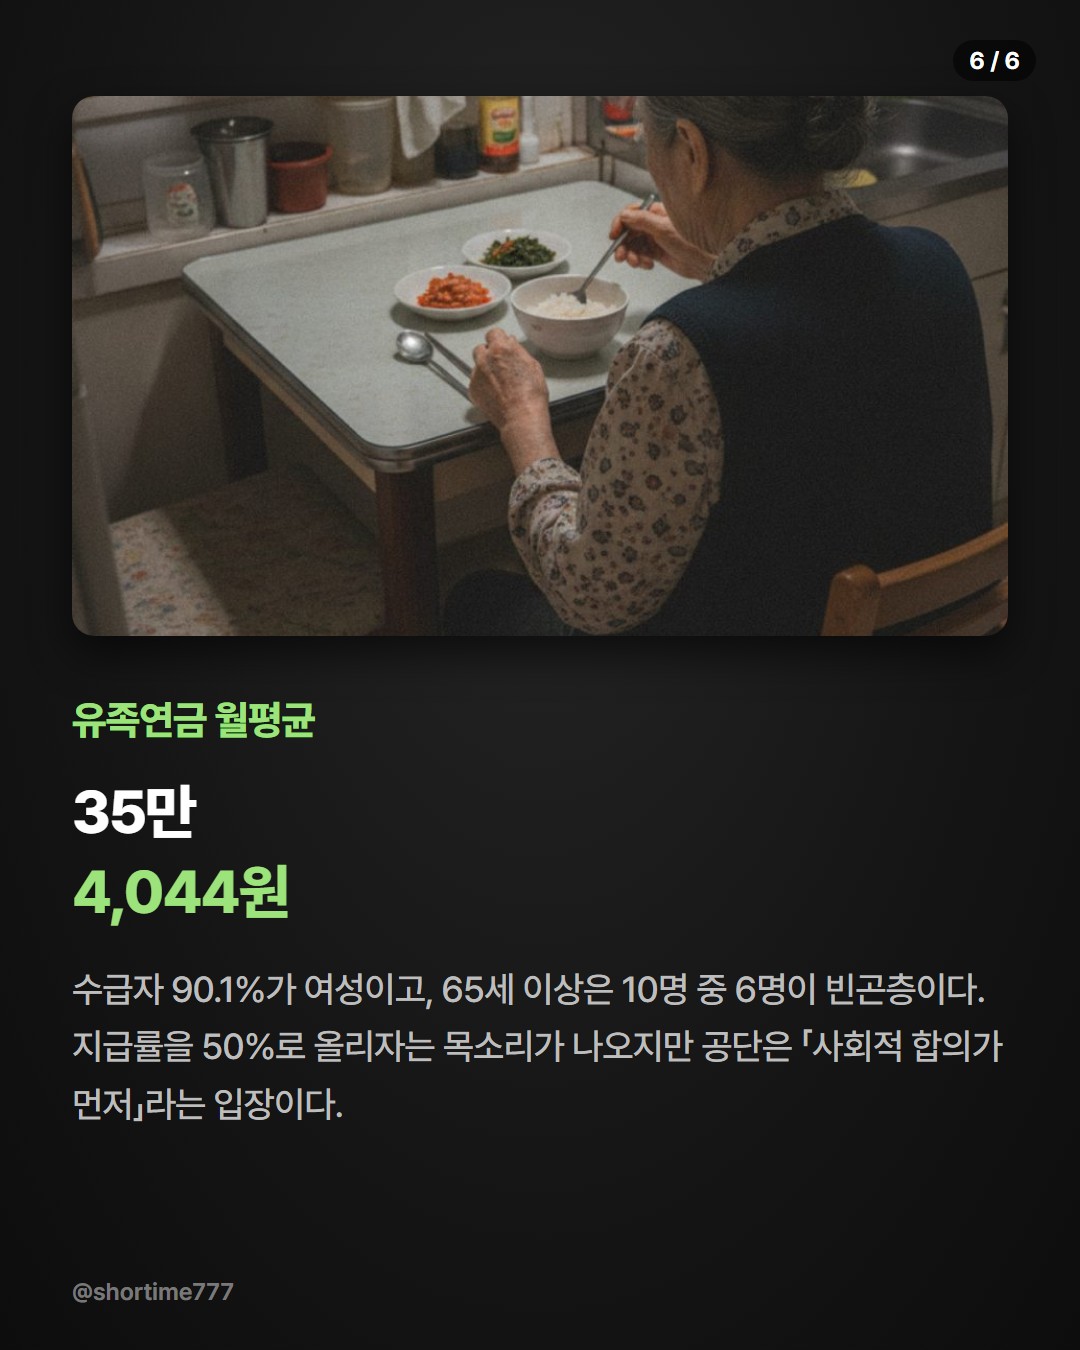 6 / 6
유족연금 월평균
35만
4,044원
수급자 90.1%가 여성이고, 65세 이상은 10명 중 6명이 빈곤층이다.
지급률을 50%로 올리자는 목소리가 나오지만 공단은 「사회적 합의가
먼저」라는 입장이다.
@shortime777